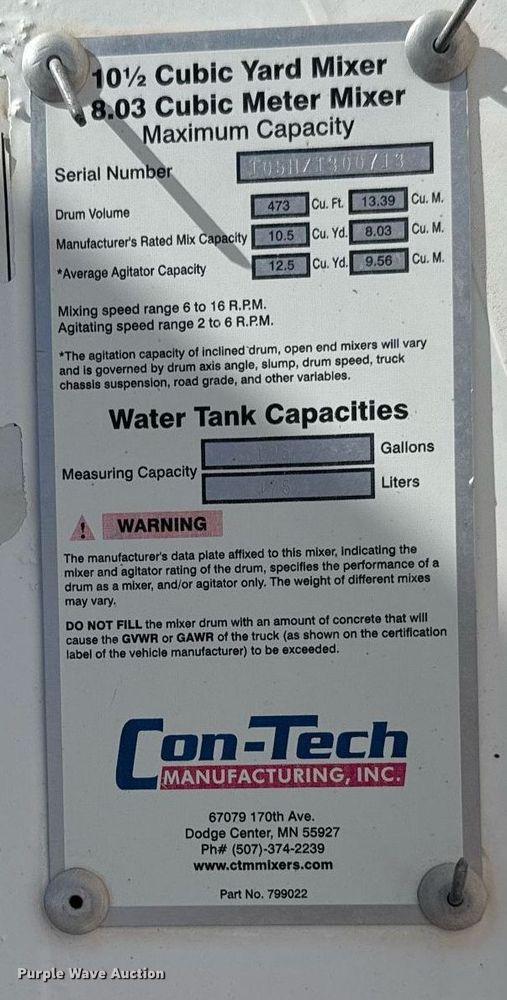 10½ Cubic Yard Mixer
8.03 Cubic Meter Mixer
Maximum Capacity
Serial Number
Drum Volume 473 Cu. Ft. 13.39 Cu. M.
Manufacturer's Rated Mix Capacity 10.5 Cu. Yd. 8.03 Cu. M.
*Average Agitator Capacity 12.5 Cu. Yd. 9.56 Cu. M.
Mixing speed range 6 to 16 R.P.M.
Agitating speed range 2 to 6 R.P.M.
*The agitation capacity of inclined drum, open end mixers will vary
and is governed by drum axis angle, slump, drum speed, truck
chassis suspension, road grade, and other variables.
Water Tank Capacities
Measuring Capacity Gallons
Liters
WARNING
The manufacturer's data plate affixed to this mixer, indicating the
mixer and agitator rating of the drum, specifies the performance of a
drum as a mixer, and/or agitator only. The weight of different mixes
may vary.
DO NOT FILL the mixer drum with an amount of concrete that will
cause the GVWR or GAWR of the truck (as shown on the certification
label of the vehicle manufacturer) to be exceeded.
Con-Tech
MANUFACTURING, INC.
67079 170th Ave.
Dodge Center, MN 55927
Ph# (507)-374-2239
www.ctmmixers.com
Part No. 799022
Purple Wave Auction